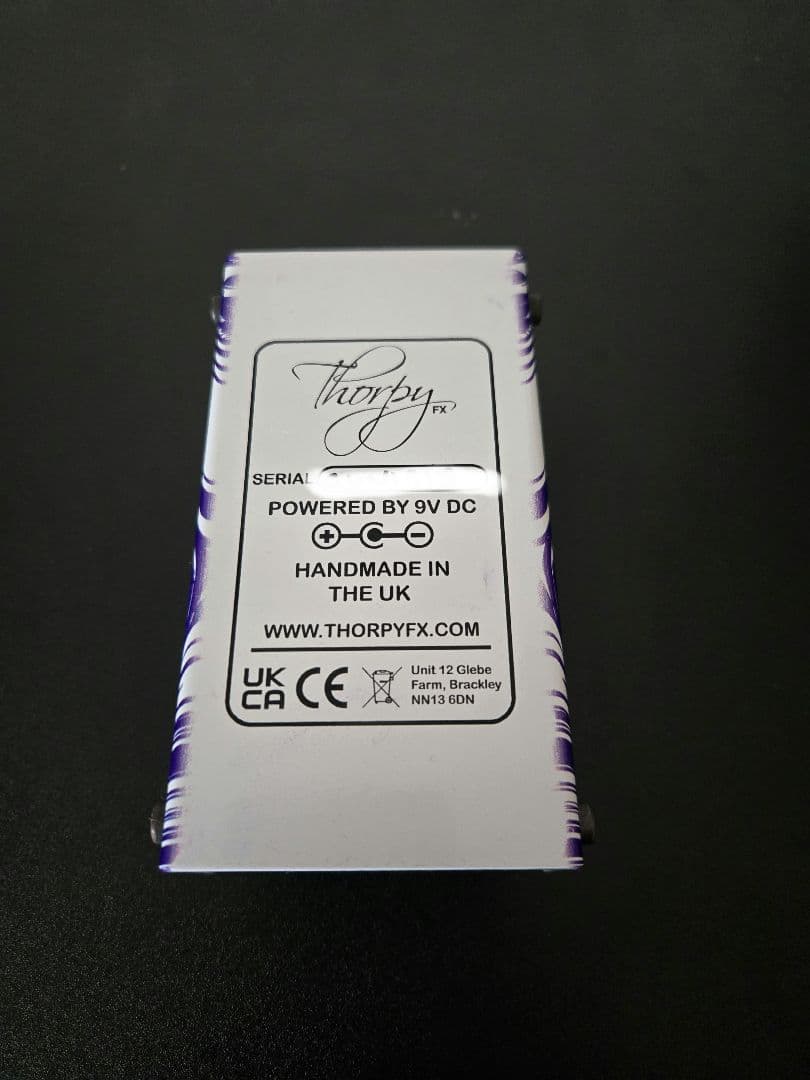 Thorpy FX
SERIAL
POWERED BY 9V DC
+ -
HANDMADE IN
THE UK
WWW.THORPYFX.COM
UK
CA CE
Unit 12 Glebe
Farm, Brackley
NN13 6DN